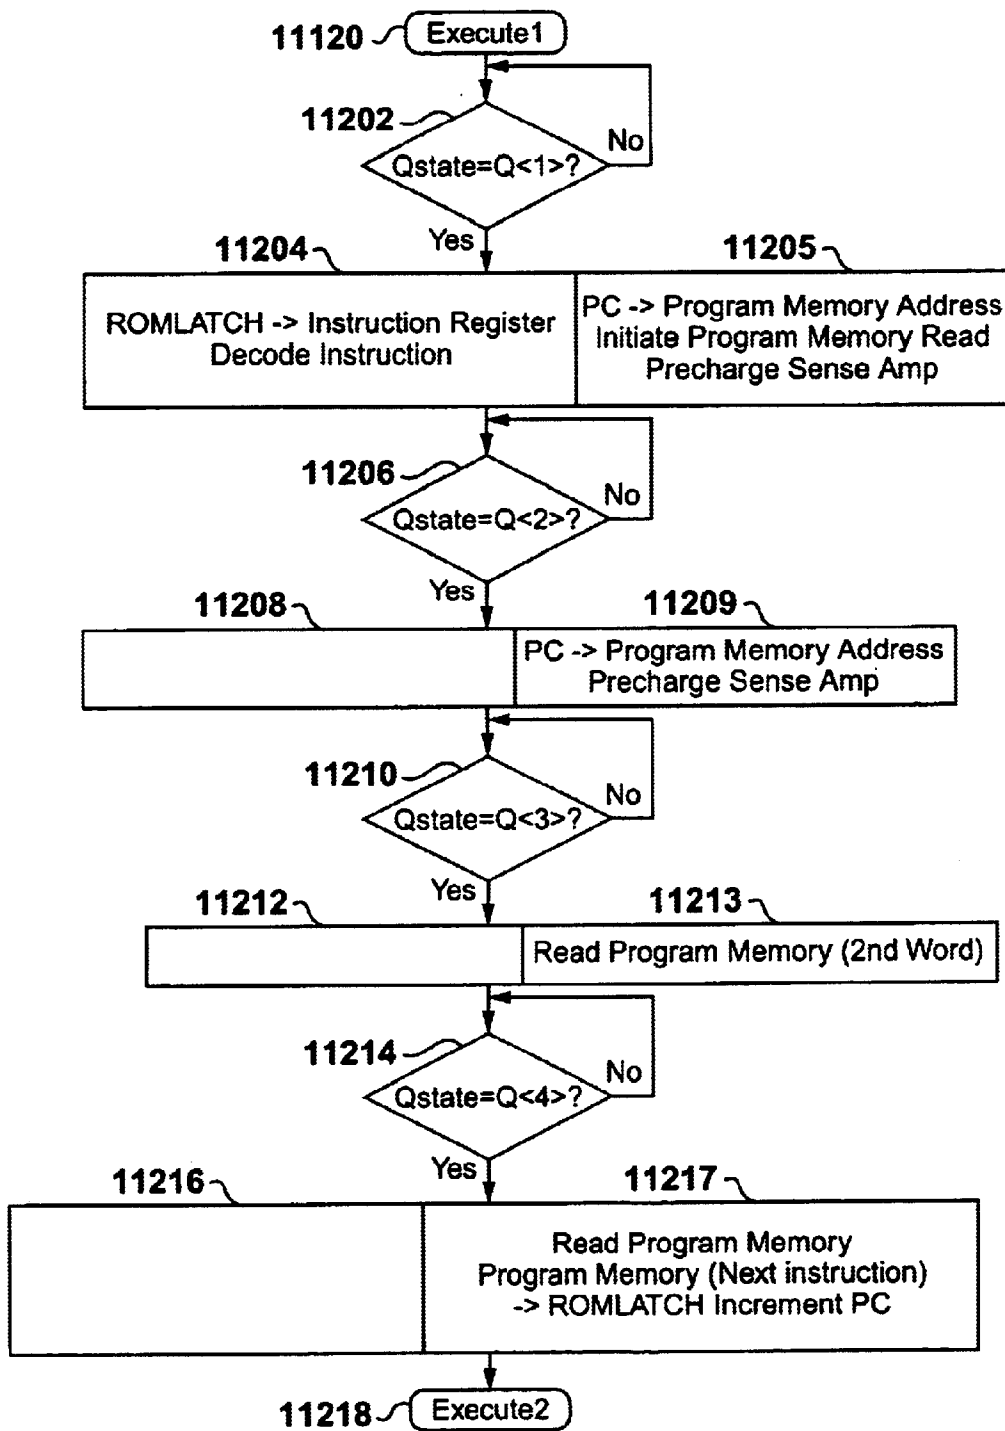 11120
Execute1
11202
Qstate=Q<1>?
No
Yes
11204
11205
ROMLATCH -> Instruction Register
Decode Instruction
PC -> Program Memory Address
Initiate Program Memory Read
Precharge Sense Amp
11206
Qstate=Q<2>?
No
Yes
11208
11209
PC -> Program Memory Address
Precharge Sense Amp
11210
Qstate=Q<3>?
No
Yes
11212
11213
Read Program Memory (2nd Word)
11214
Qstate=Q<4>?
No
Yes
11216
11217
Read Program Memory
Program Memory (Next instruction)
-> ROMLATCH Increment PC
11218
Execute2